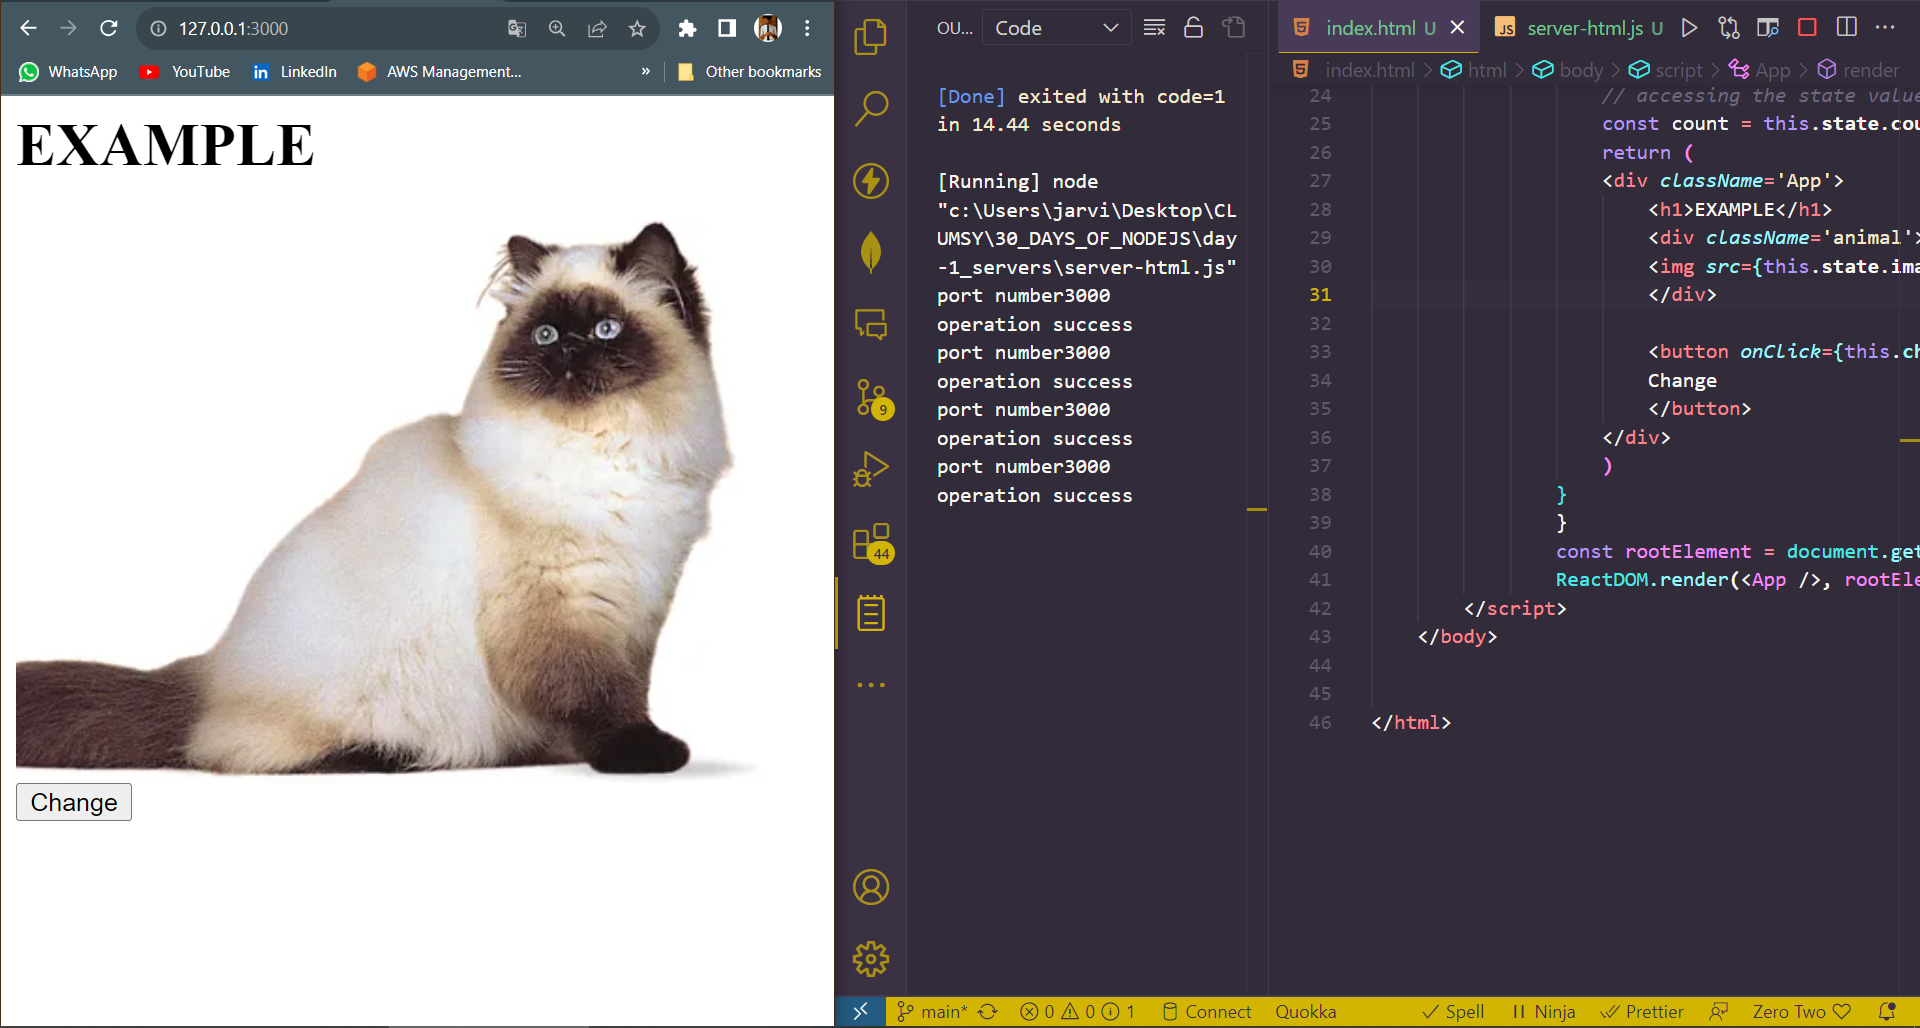 127.0.0.1:3000
WhatsApp YouTube LinkedIn AWS Management... » Other bookmarks
EXAMPLE
Change
OU... Code
[Done] exited with code=1
in 14.44 seconds
[Running] node
"c:\Users\jarvi\Desktop\CL
UMSY\30_DAYS_OF_NODEJS\day
-1_servers\server-html.js"
port number3000
operation success
port number3000
operation success
port number3000
operation success
port number3000
operation success
9
44
index.html U server-html.js U
index.html > html > body > script > App > render
24 // accessing the state value
25 const count = this.state.cou
26 return (
27 <div className='App'>
28 <h1>EXAMPLE</h1>
29 <div className='animal'>
30 <img src={this.state.ima
31 </div>
32
33 <button onClick={this.ch
34 Change
35 </button>
36 </div>
37 )
38 }
39 }
40 const rootElement = document.get
41 ReactDOM.render(<App />, rootEle
42 </script>
43 </body>
44
45
46 </html>
main* 0 0 1 Connect Quokka Spell Ninja Prettier Zero Two